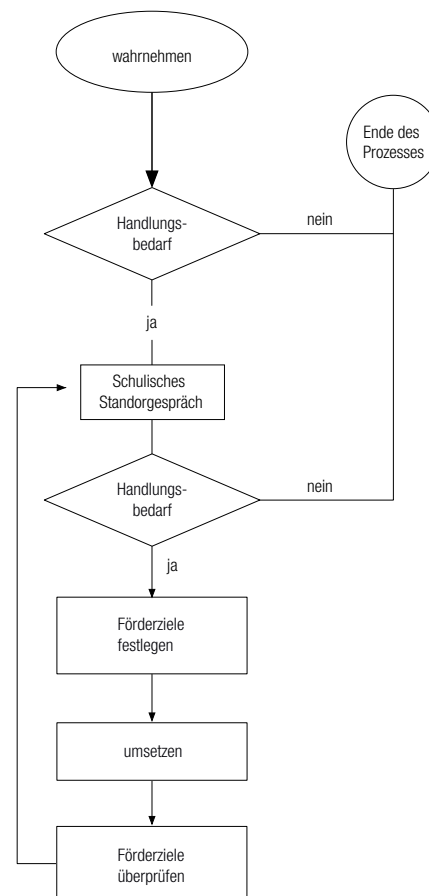 wahrnehmen
Ende des
Prozesses
Handlungs-
bedarf
nein
ja
Schulisches
Standorgespräch
Handlungs-
bedarf
nein
ja
Förderziele
festlegen
umsetzen
Förderziele
überprüfen